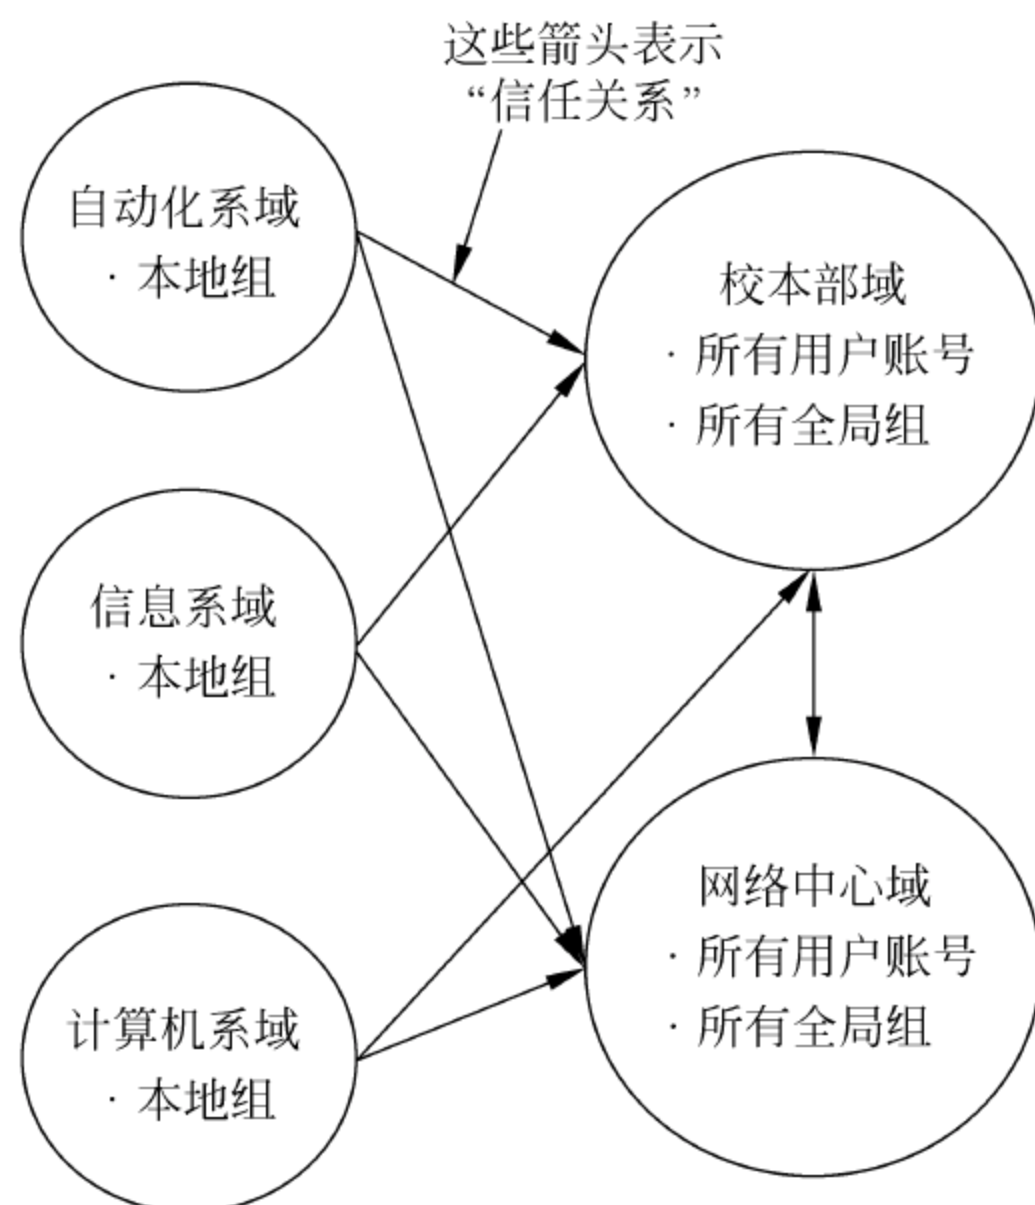 这些箭头表示
“信任关系”
自动化系域
· 本地组
校本部域
· 所有用户账号
· 所有全局组
信息系域
· 本地组
网络中心域
· 所有用户账号
· 所有全局组
计算机系域
· 本地组